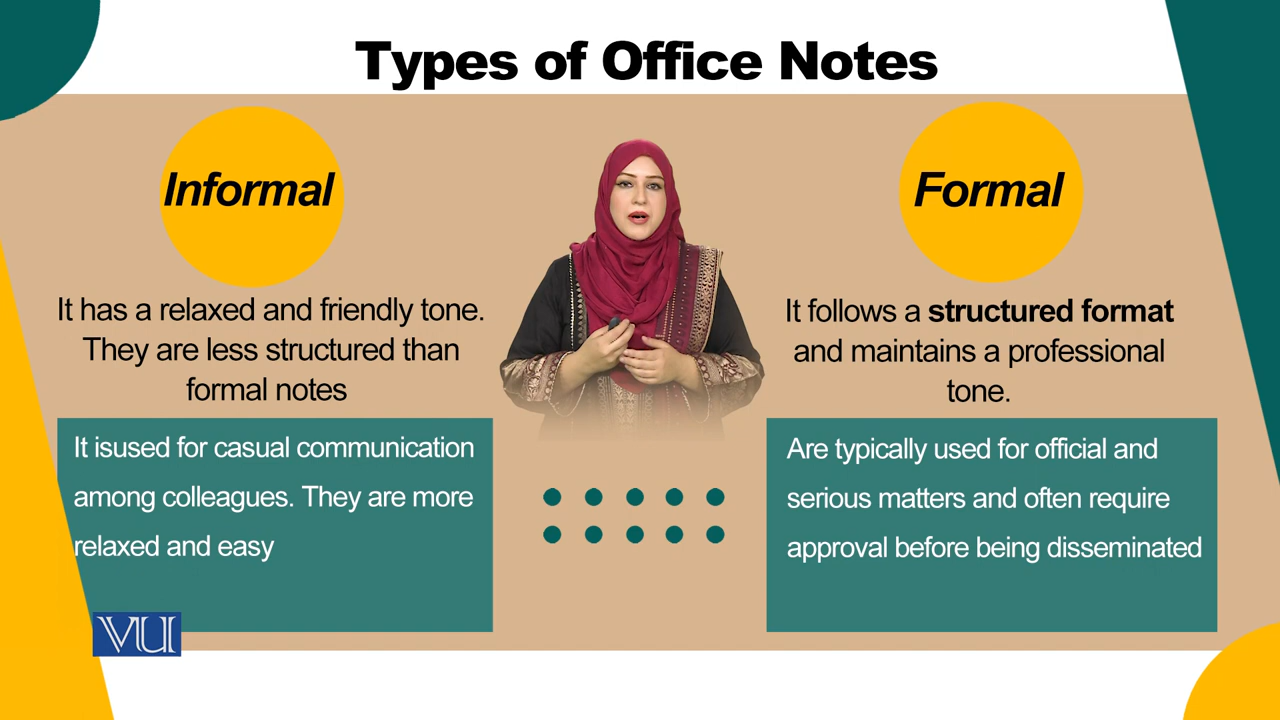 Types of Office Notes
Informal
It has a relaxed and friendly tone.
They are less structured than
formal notes
It isused for casual communication
among colleagues. They are more
relaxed and easy
Formal
It follows a structured format
and maintains a professional
tone.
Are typically used for official and
serious matters and often require
approval before being disseminated
VU